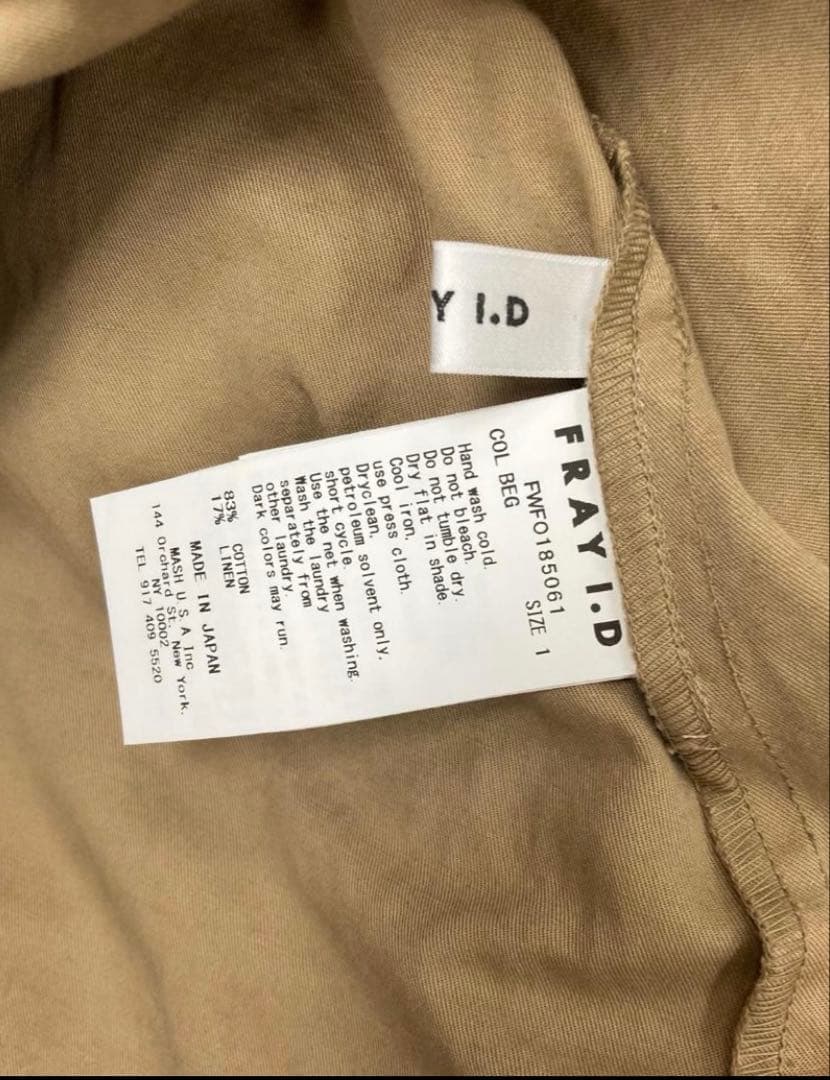 Y I.D
FRAY I.D
FWFO185061
SIZE 1
COL BEG
Hand wash cold.
Do not bleach.
Do not tumble dry.
Dry flat in shade.
Cool iron.
use press cloth.
Dryclean,
petroleum solvent only.
short cycle.
Use the net when washing.
Wash the laundry
separately from
other laundry.
Dark colors may run.
83% COTTON
17% LINEN
MADE IN JAPAN
MASH U S A Inc
144 Orchard St. New York.
NY 10002
TEL 917 409 5520